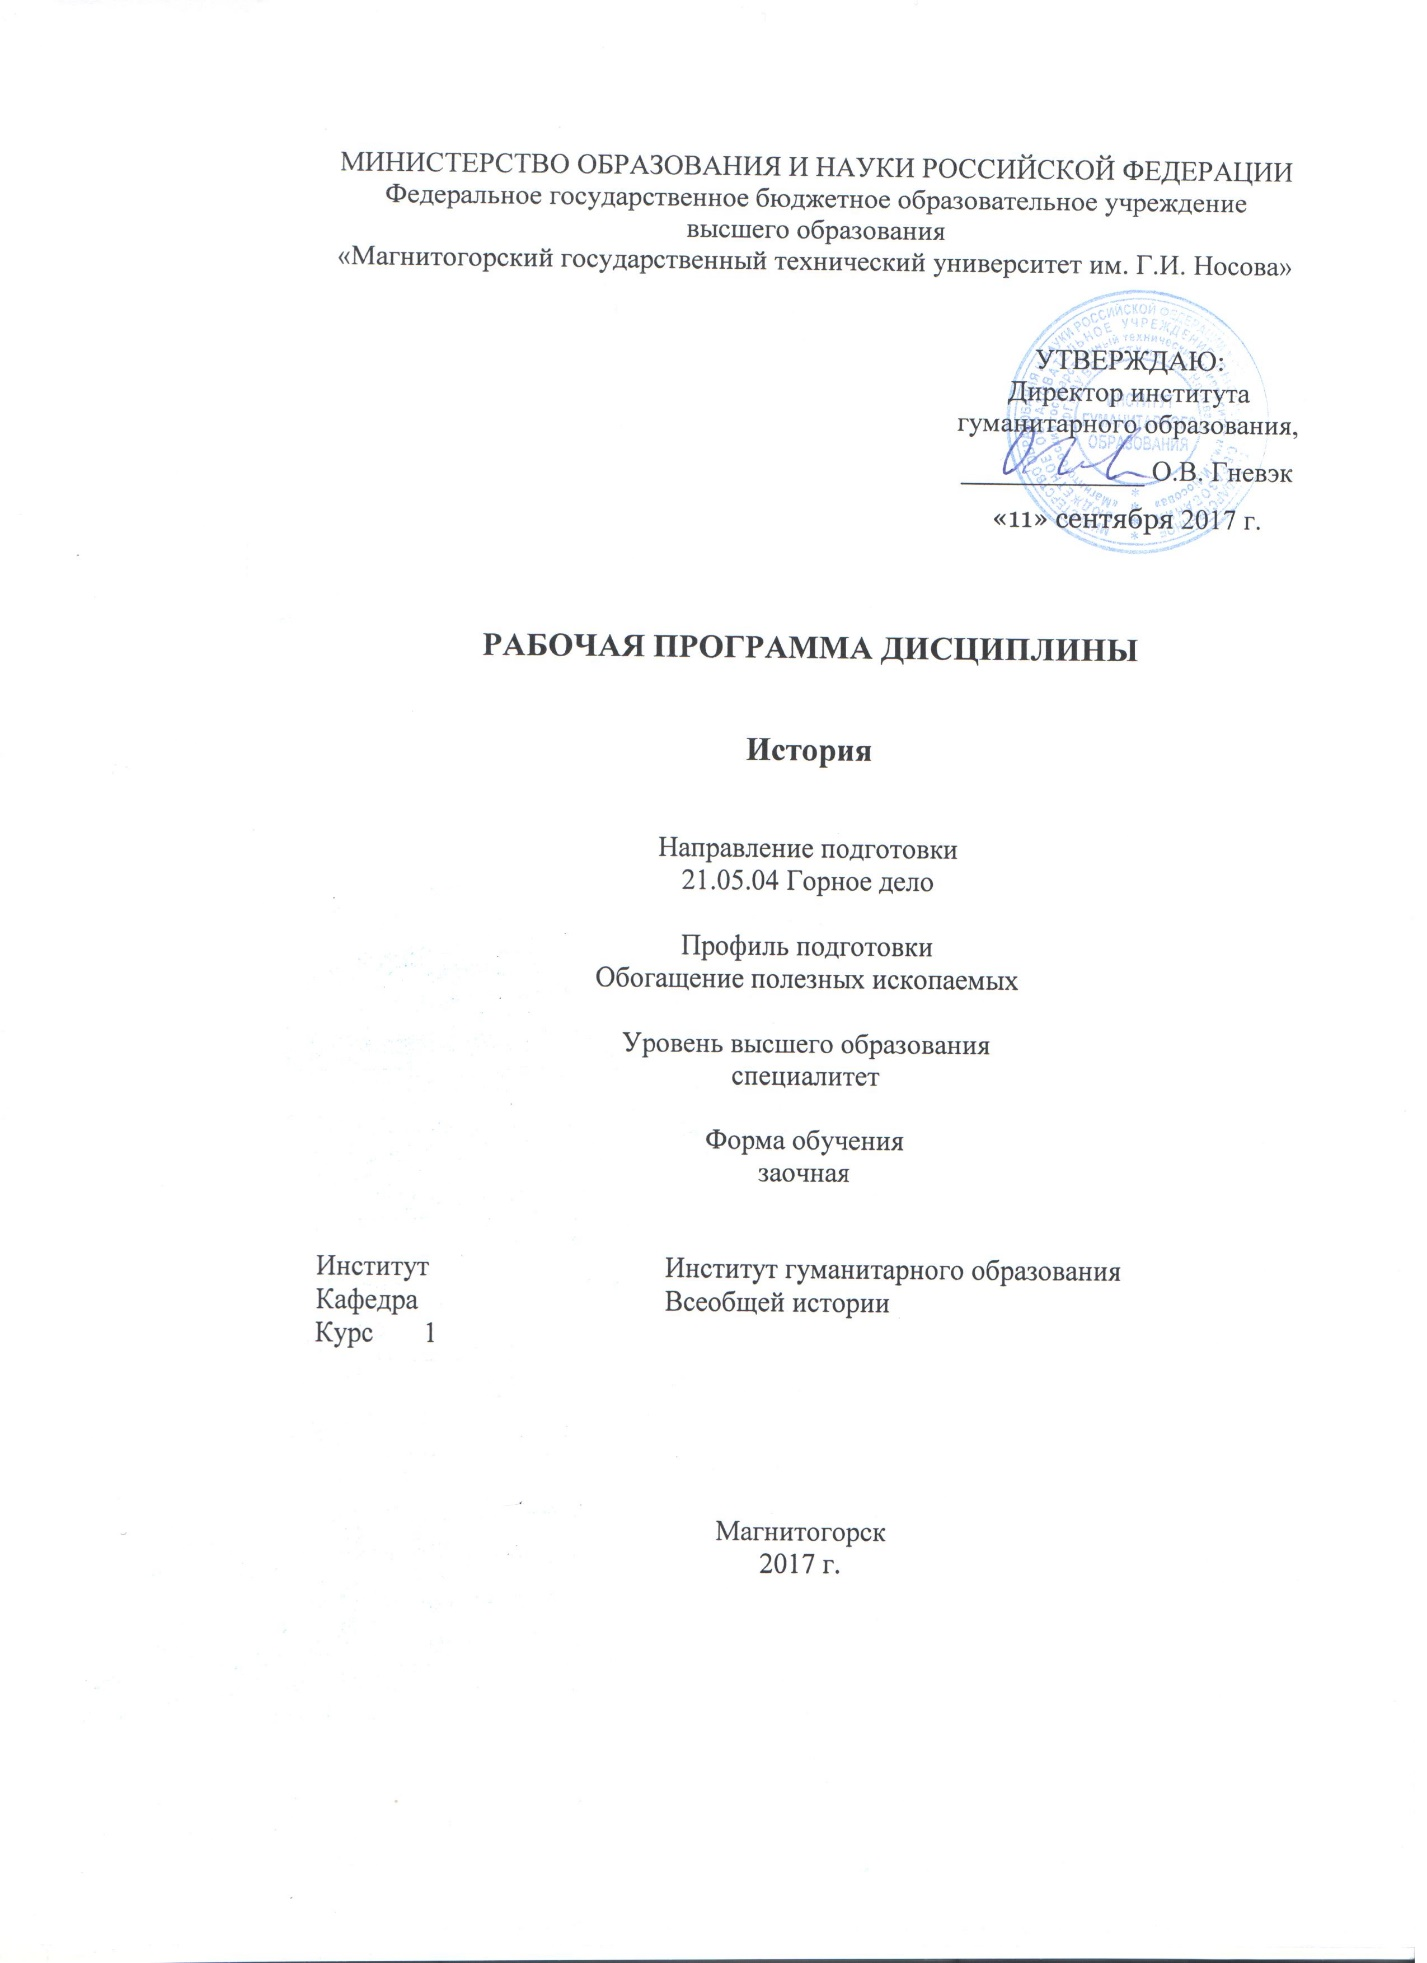 МИНИСТЕРСТВО ОБРАЗОВАНИЯ И НАУКИ РОССИЙСКОЙ ФЕДЕРАЦИИ
Федеральное государственное бюджетное образовательное учреждение
высшего образования
«Магнитогорский государственный технический университет им. Г.И. Носова»
УТВЕРЖДАЮ:
Директор института
гуманитарного образования,
О.В. Гневэк
«11» сентября 2017 г.
ИНСТИТУТ
ГУМАНИТАРНОГО
ОБРАЗОВАНИЯ
РАБОЧАЯ ПРОГРАММА ДИСЦИПЛИНЫ
История
Направление подготовки
21.05.04 Горное дело
Профиль подготовки
Обогащение полезных ископаемых
Уровень высшего образования
специалитет
Форма обучения
заочная
Институт Институт гуманитарного образования
Кафедра Всеобщей истории
Курс 1
Магнитогорск
2017 г.